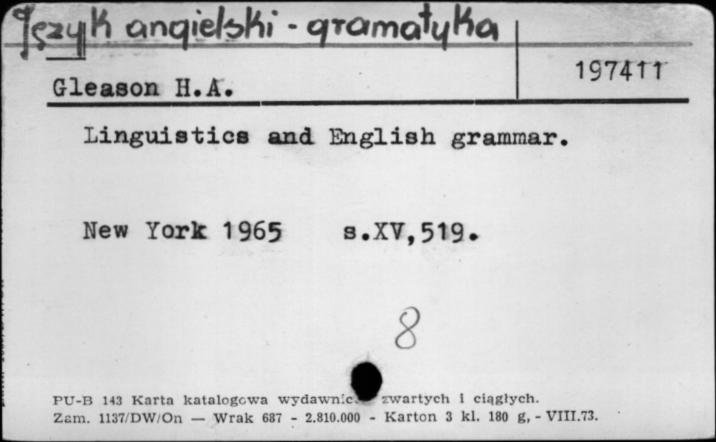 Język angielski - gramatyka
197411
Gleason H.A.
Linguistics and English grammar.
New York 1965 s.XV,519.
8
PU-B 143 Karta katalogowa wydawnic zwartych i ciągłych.
Zam. 1137/DW/On — Wrak 687 - 2.810.000 - Karton 3 kl. 180 g, - VIII.73.